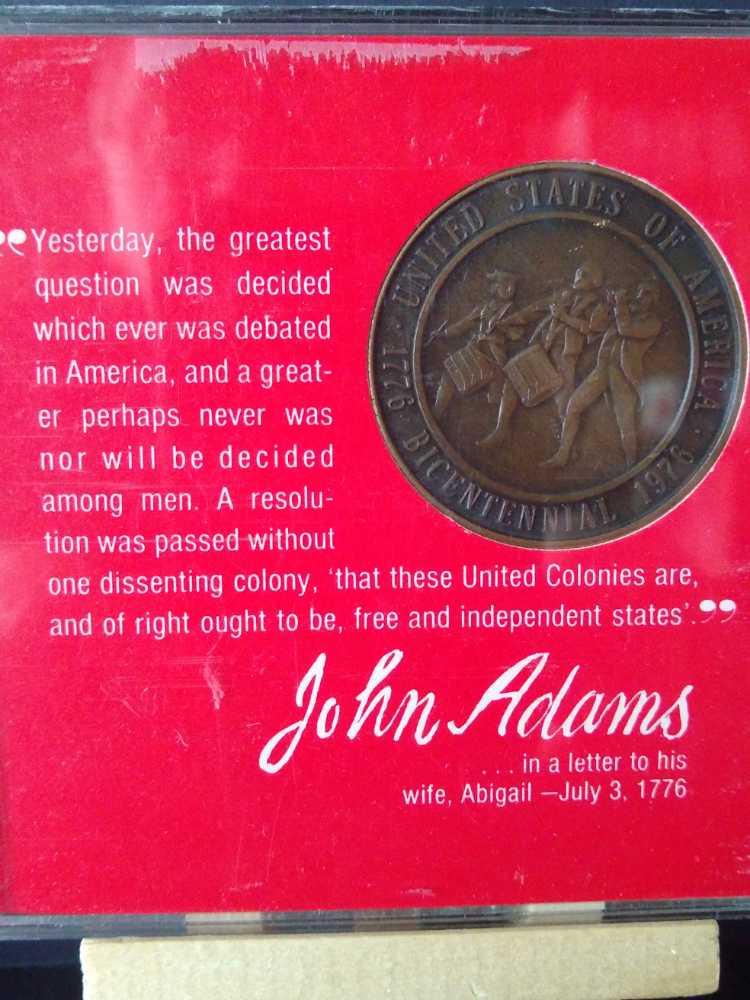 ❝Yesterday, the greatest
question was decided
which ever was debated
in America, and a great-
er perhaps never was
nor will be decided
among men. A resolu-
tion was passed without
one dissenting colony, ‘that these United Colonies are,
and of right ought to be, free and independent states’.❞
John Adams
. . . in a letter to his
wife, Abigail —July 3, 1776
UNITED STATES OF AMERICA
1776 · BICENTENNIAL 1976